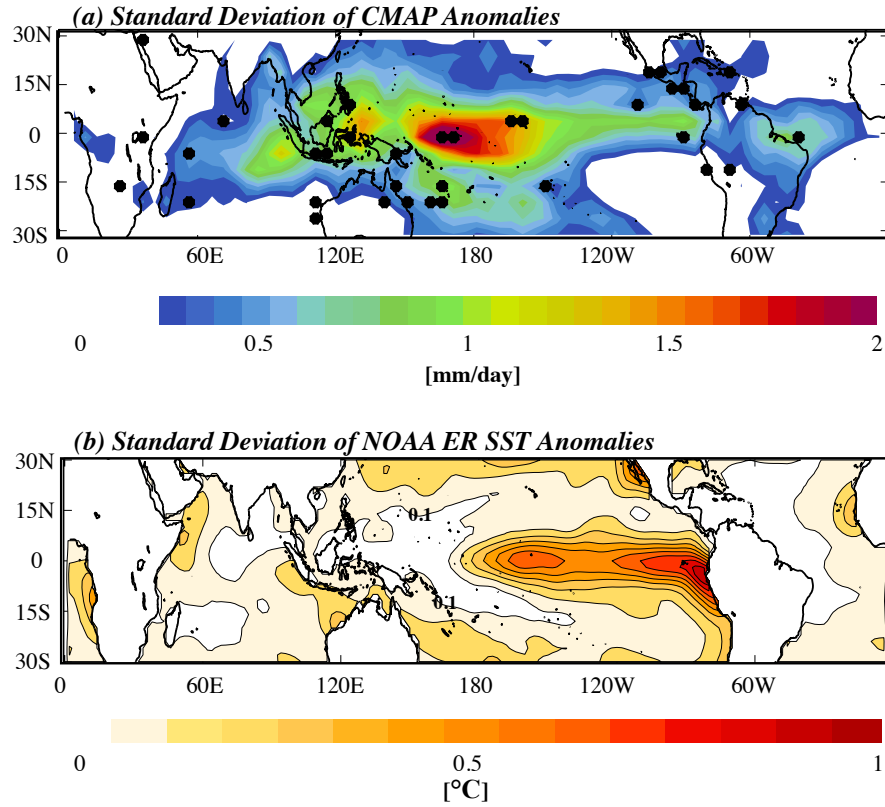 (a) Standard Deviation of CMAP Anomalies
30N
15N
0
15S
30S
0 60E 120E 180 120W 60W
0 0.5 1 1.5 2
[mm/day]
(b) Standard Deviation of NOAA ER SST Anomalies
30N
0.1
15N
0
0.1
15S
30S
0 60E 120E 180 120W 60W
0 0.5 1
[°C]